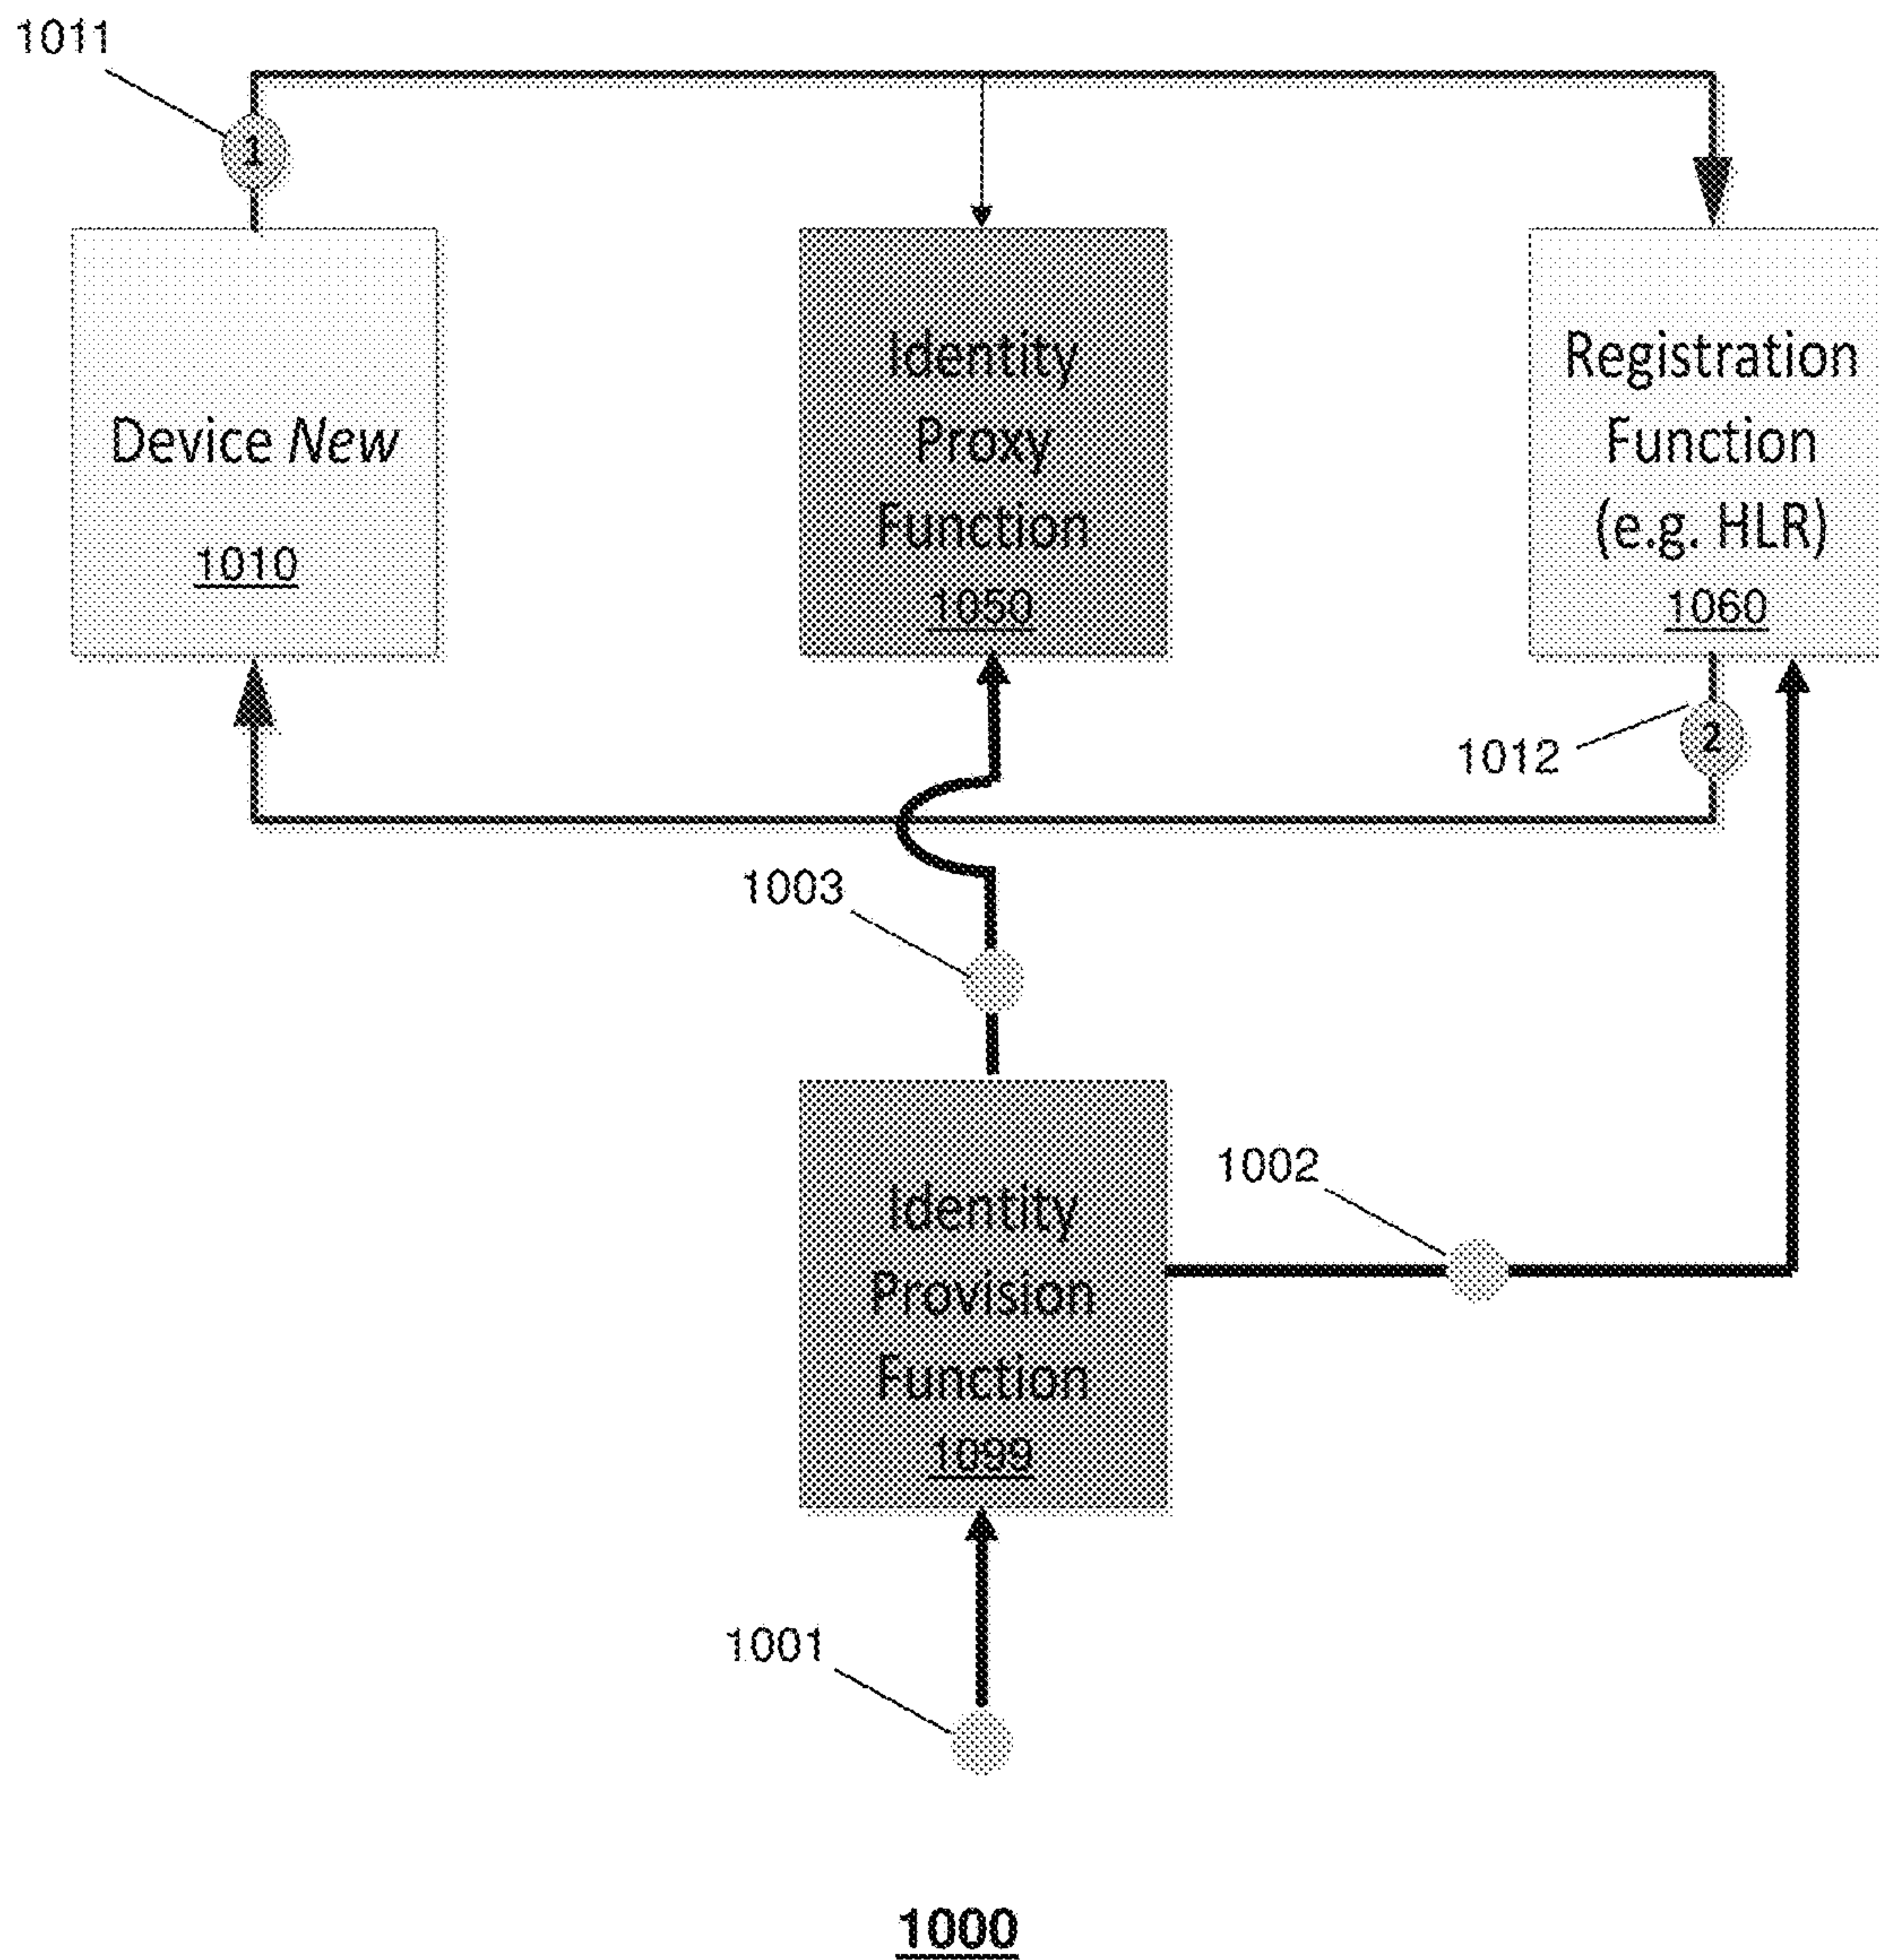 1011
1
Device New
1010
Identity
Proxy
Function
1050
Registration
Function
(e.g. HLR)
1060
1012
2
1003
1002
Identity
Provision
Function
1099
1001
1000